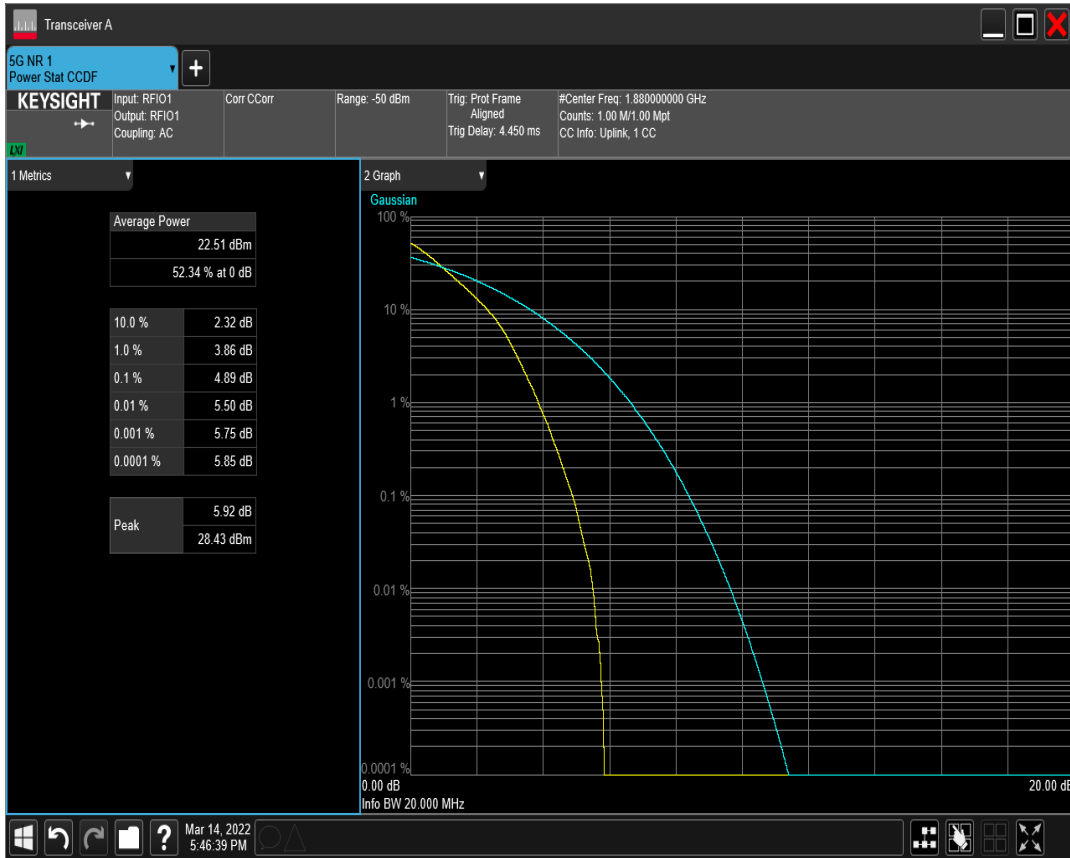 Transceiver A
5G NR 1
Power Stat CCDF
+
KEYSIGHT
LXI
Input: RFIO1
Output: RFIO1
Coupling: AC
Corr CCorr
Range: -50 dBm
Trig: Prot Frame
Aligned
Trig Delay: 4.450 ms
#Center Freq: 1.880000000 GHz
Counts: 1.00 M/1.00 Mpt
CC Info: Uplink, 1 CC
1 Metrics
Average Power
22.51 dBm
52.34 % at 0 dB
10.0 % 2.32 dB
1.0 % 3.86 dB
0.1 % 4.89 dB
0.01 % 5.50 dB
0.001 % 5.75 dB
0.0001 % 5.85 dB
Peak
5.92 dB
28.43 dBm
2 Graph
Gaussian
100 %
10 %
1 %
0.1 %
0.01 %
0.001 %
0.0001 %
0.00 dB 20.00 dB
Info BW 20.000 MHz
?
Mar 14, 2022
5:46:39 PM